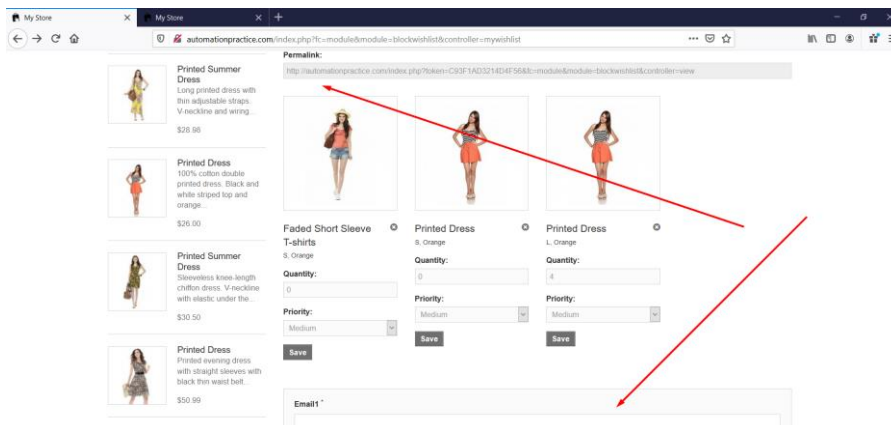 My Store
My Store
automationpractice.com/index.php?fc=module&module=blockwishlist&controller=mywishlist
Printed Summer
Dress
Long printed dress with
thin adjustable straps.
V-neckline and wiring...
$28.98
Printed Dress
100% cotton double
printed dress. Black and
white striped top and
orange...
$26.00
Printed Summer
Dress
Sleeveless knee-length
chiffon dress. V-neckline
with elastic under the...
$30.50
Printed Dress
Printed evening dress
with straight sleeves with
black thin waist belt...
$50.99
Permalink:
http://automationpractice.com/index.php?token=C93F1AD3214D4F56&fc=module&module=blockwishlist&controller=view
Faded Short Sleeve
T-shirts
S, Orange
Quantity:
0
Priority:
Medium
Save
Printed Dress
S, Orange
Quantity:
0
Priority:
Medium
Save
Printed Dress
L, Orange
Quantity:
4
Priority:
Medium
Save
Email1 *